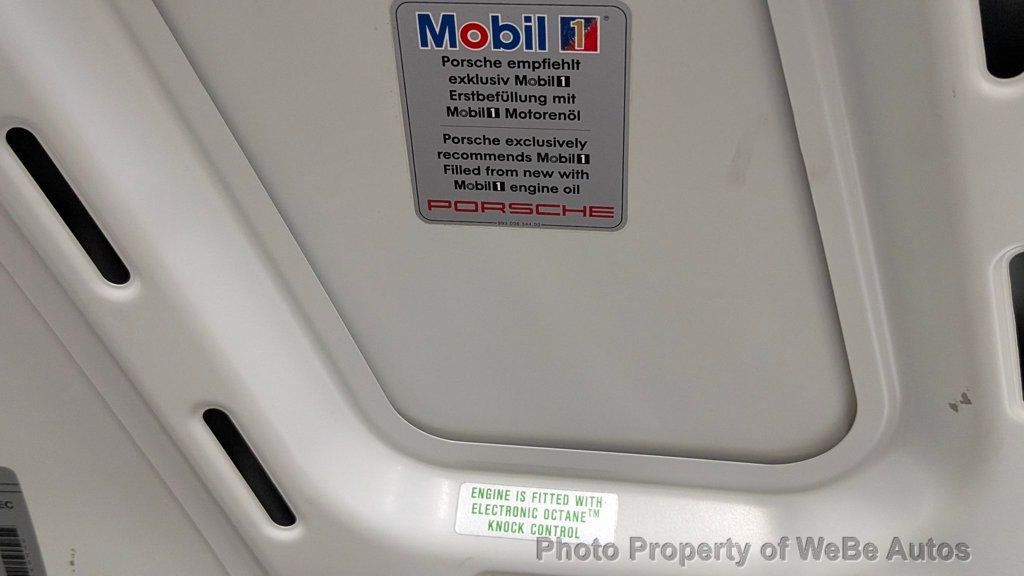 Mobil 1
Porsche empfiehlt
exklusiv Mobil 1
Erstbefüllung mit
Mobil 1 Motorenöl
Porsche exclusively
recommends Mobil 1
Filled from new with
Mobil 1 engine oil
PORSCHE
ENGINE IS FITTED WITH
ELECTRONIC OCTANE™
KNOCK CONTROL
EC
Photo Property of WeBe Autos